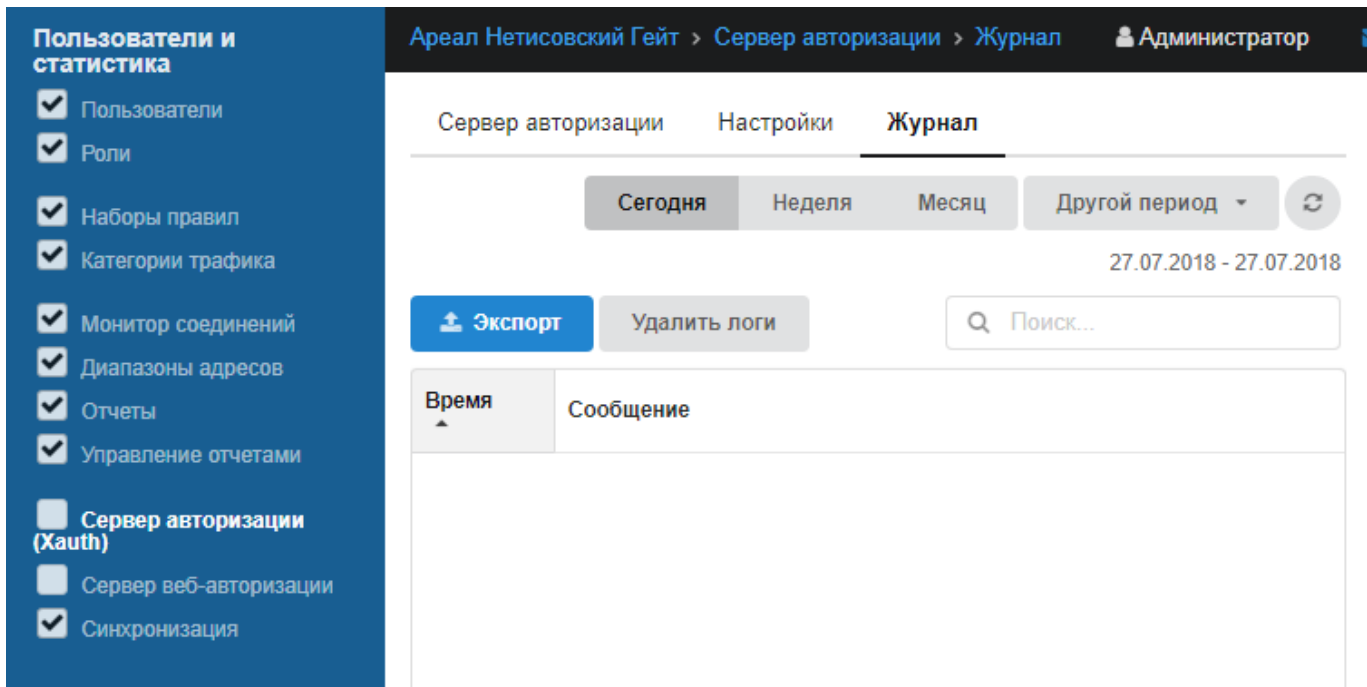 Пользователи и
статистика
Пользователи
Роли
Наборы правил
Категории трафика
Монитор соединений
Диапазоны адресов
Отчеты
Управление отчетами
Сервер авторизации
(Xauth)
Сервер веб-авторизации
Синхронизация
Ареал Нетисовский Гейт > Сервер авторизации > Журнал Администратор
Сервер авторизации Настройки Журнал
Сегодня Неделя Месяц Другой период
27.07.2018 - 27.07.2018
Экспорт Удалить логи Поиск...
Время Сообщение